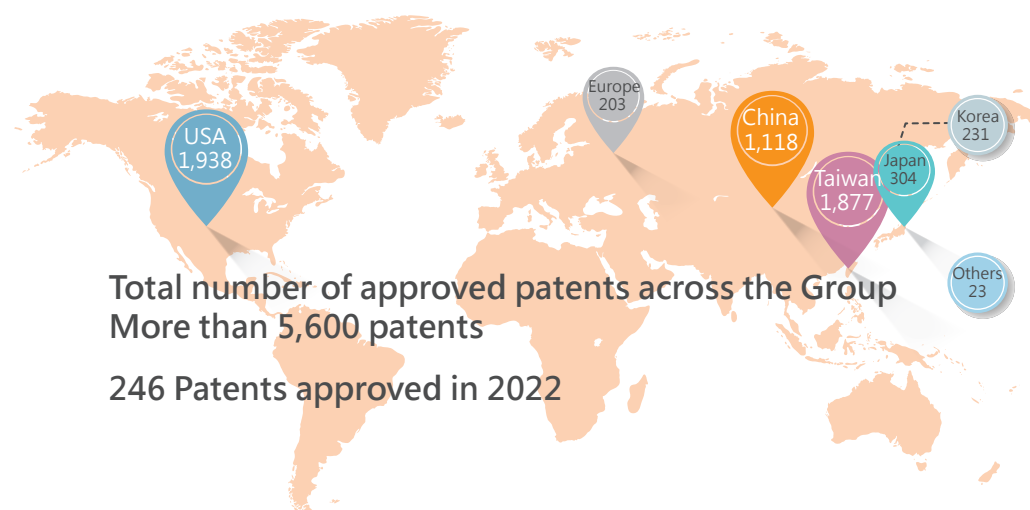 USA
1,938
Europe
203
China
1,118
Korea
231
Japan
304
Taiwan
1,877
Others
23
Total number of approved patents across the Group
More than 5,600 patents
246 Patents approved in 2022